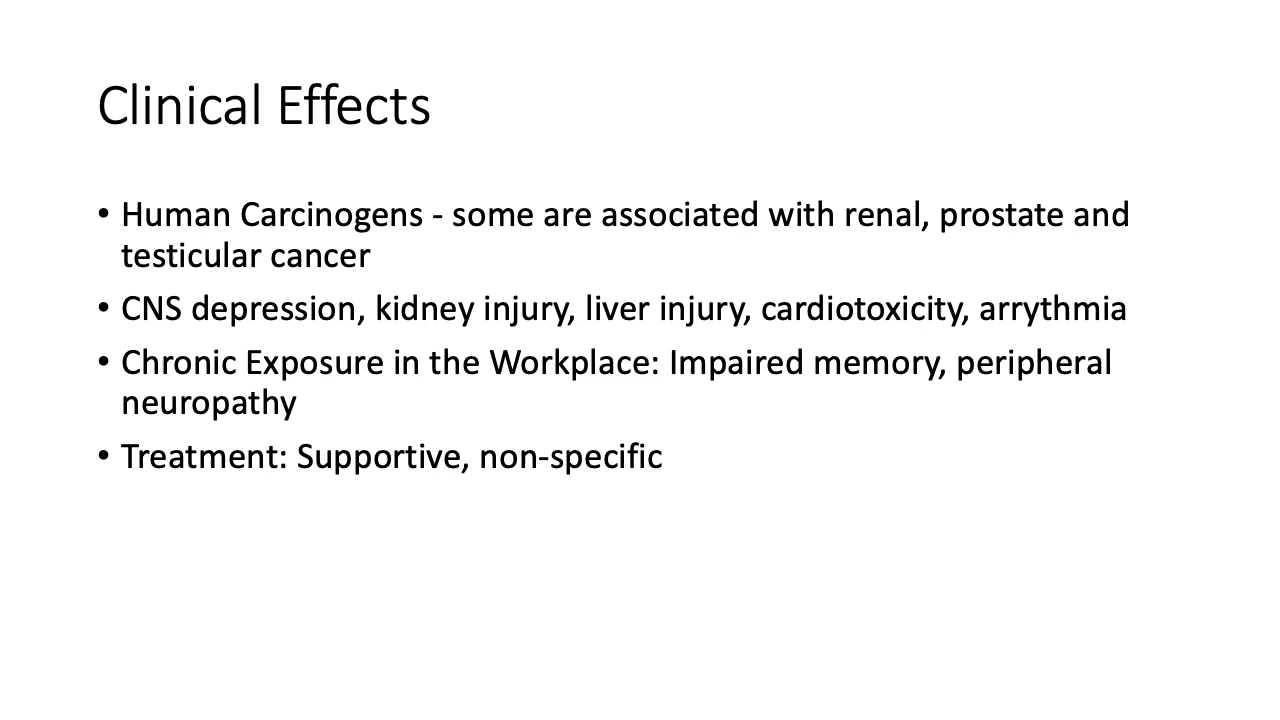 Clinical Effects
• Human Carcinogens - some are associated with renal, prostate and
testicular cancer
• CNS depression, kidney injury, liver injury, cardiotoxicity, arrythmia
• Chronic Exposure in the Workplace: Impaired memory, peripheral
neuropathy
• Treatment: Supportive, non-specific